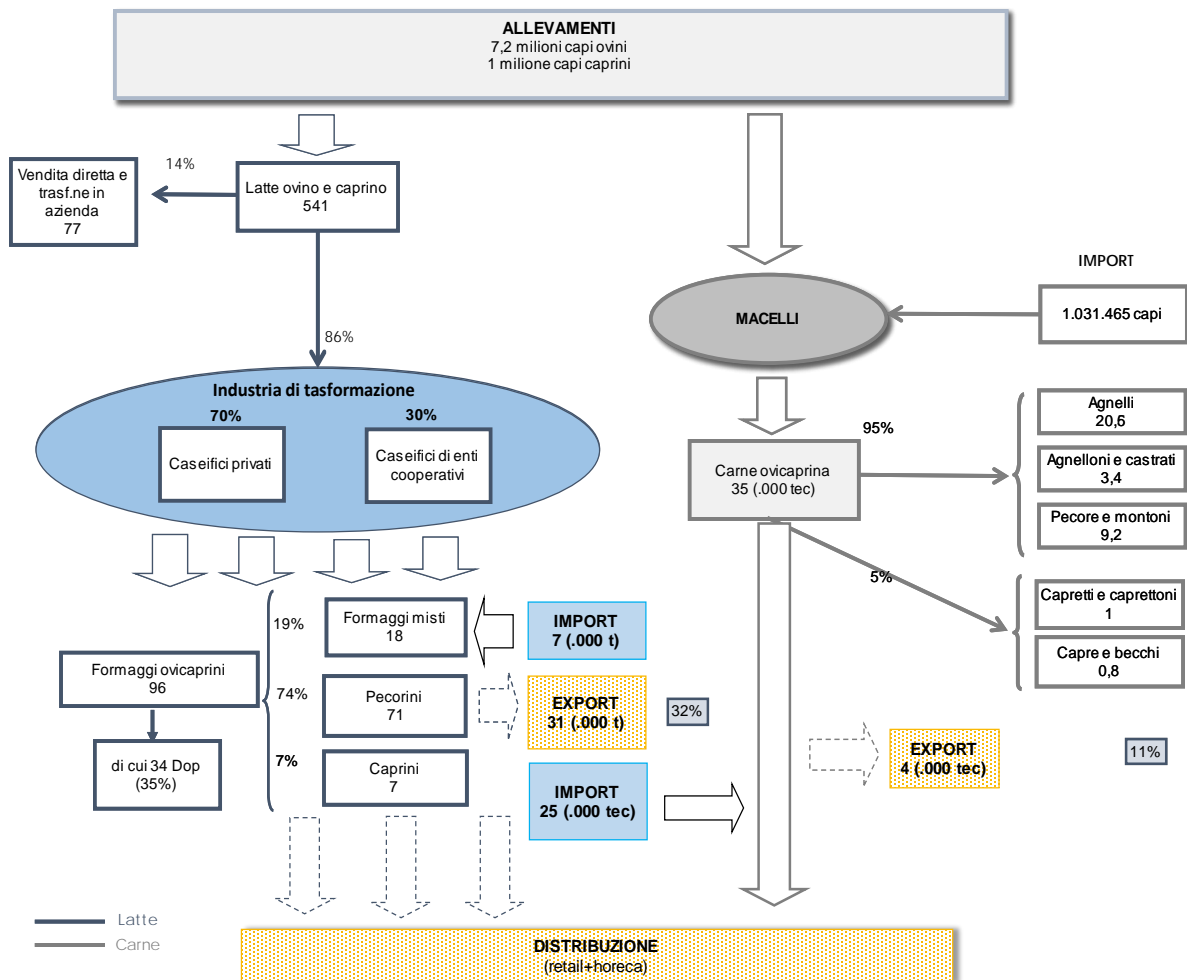 ALLEVAMENTI
7,2 milioni capi ovini
1 milione capi caprini
14%
Vendita diretta e
trasf.ne in
azienda
77
Latte ovino e caprino
541
IMPORT
1.031.465 capi
MACELLI
86%
Industria di tasformazione
70%
30%
Caseifici privati
Caseifici di enti
cooperativi
95%
Carne ovicaprina
35 (.000 tec)
Agnelli
20,6
Agnelloni e castrati
3,4
Pecore e montoni
9,2
5%
Capretti e caprettoni
1
Capre e becchi
0,8
19%
Formaggi misti
18
IMPORT
7 (.000 t)
Formaggi ovicaprini
96
74%
Pecorini
71
EXPORT
31 (.000 t)
32%
di cui 34 Dop
(35%)
7%
Caprini
7
EXPORT
4 (.000 tec)
11%
IMPORT
25 (.000 tec)
Latte
Carne
DISTRIBUZIONE
(retail+horeca)